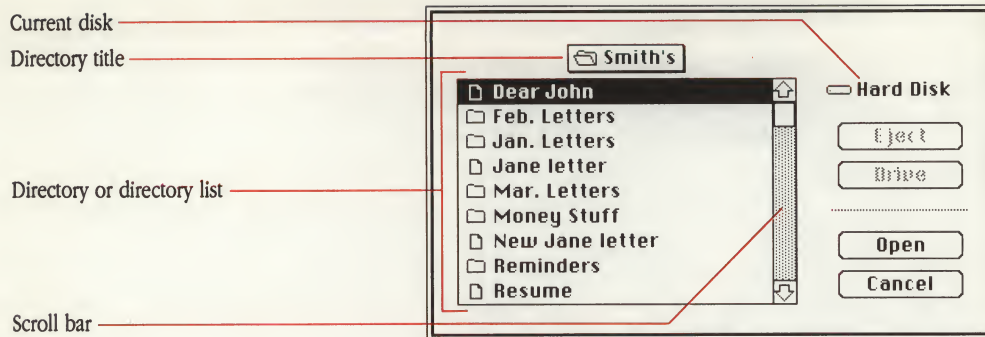 Current disk
Directory title
Smith's
Dear John
Hard Disk
Feb. Letters
Jan. Letters
Eject
Jane letter
Drive
Directory or directory list
Mar. Letters
Money Stuff
New Jane letter
Open
Reminders
Cancel
Resume
Scroll bar